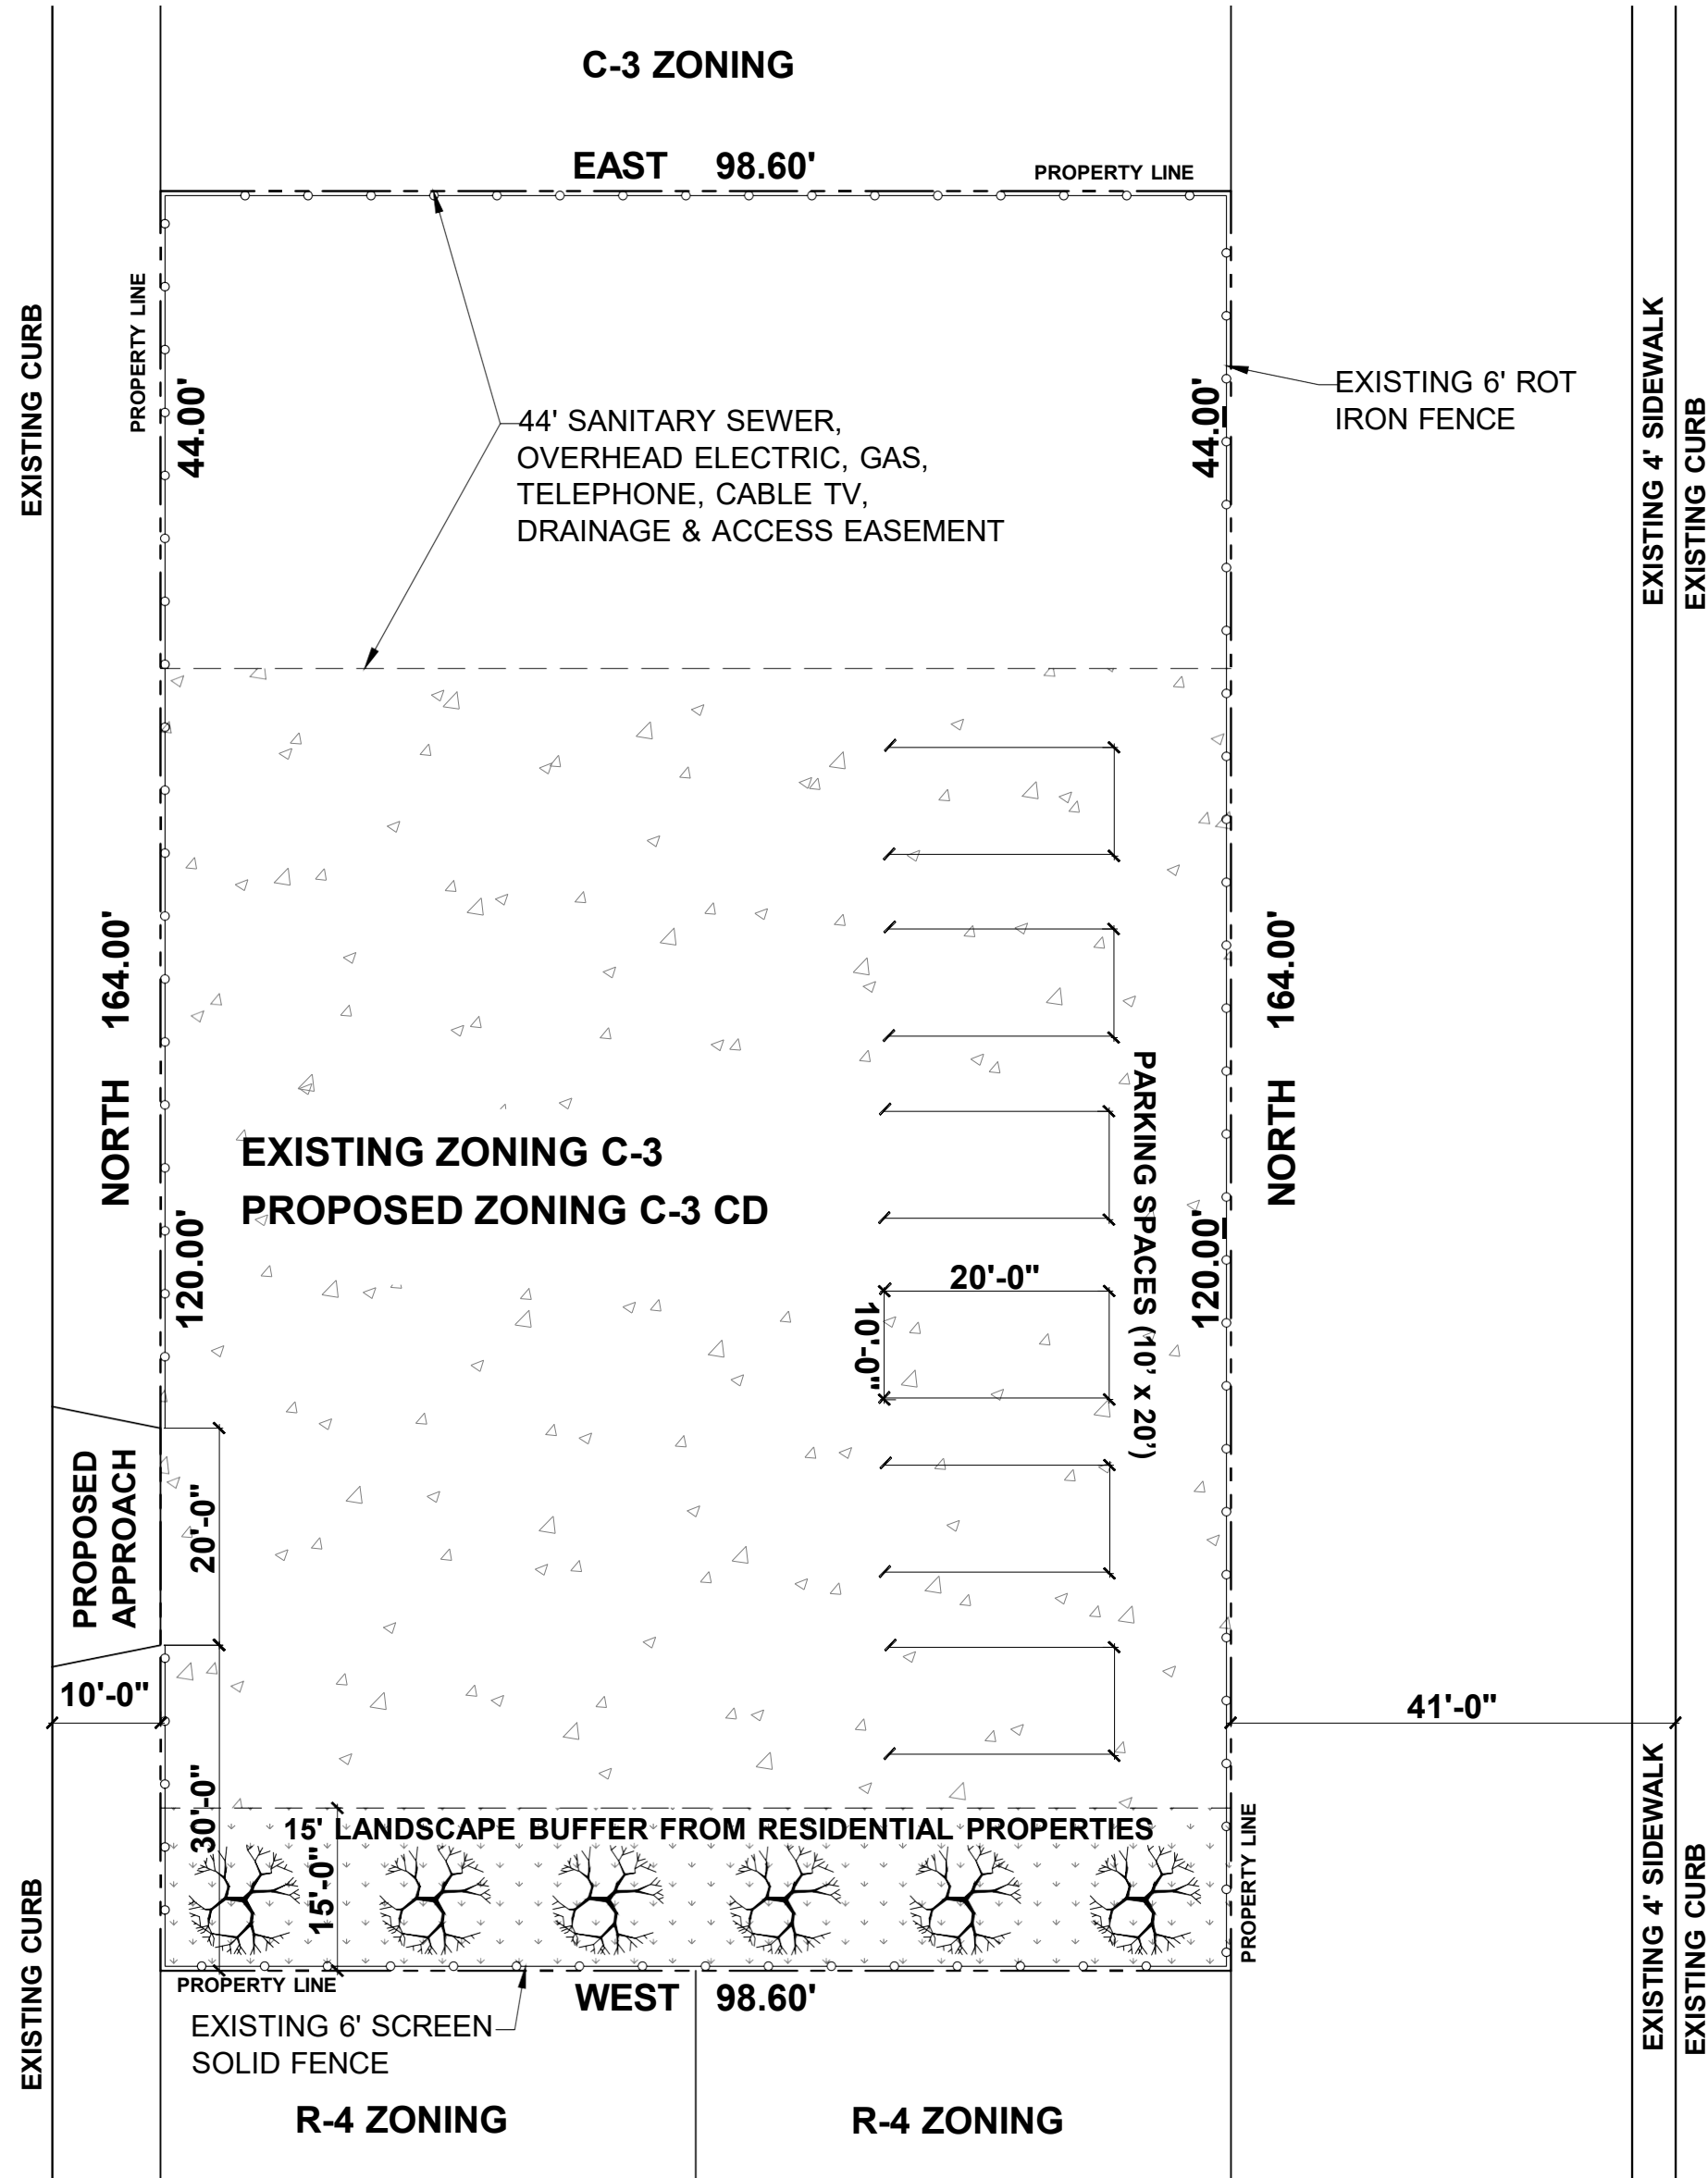 C-3 ZONING
EAST 98.60'
PROPERTY LINE
EXISTING CURB
PROPERTY LINE
44.00'
44' SANITARY SEWER,
OVERHEAD ELECTRIC, GAS,
TELEPHONE, CABLE TV,
DRAINAGE & ACCESS EASEMENT
44.00'
EXISTING 6' ROT
IRON FENCE
EXISTING 4' SIDEWALK
EXISTING CURB
NORTH 164.00'
EXISTING ZONING C-3
PROPOSED ZONING C-3 CD
120.00'
PARKING SPACES (10' x 20')
120.00'
NORTH 164.00'
20'-0"
10'-0"
PROPOSED
APPROACH
20'-0"
10'-0"
41'-0"
30'-0"
15' LANDSCAPE BUFFER FROM RESIDENTIAL PROPERTIES
15'-0"
PROPERTY LINE
EXISTING CURB
EXISTING 4' SIDEWALK
EXISTING CURB
PROPERTY LINE
WEST 98.60'
EXISTING 6' SCREEN
SOLID FENCE
R-4 ZONING
R-4 ZONING